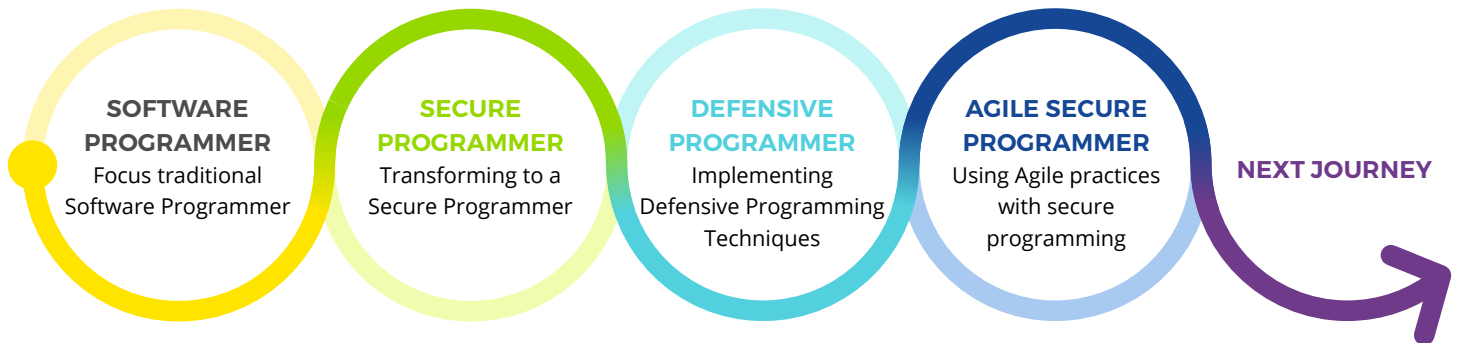 SOFTWARE
PROGRAMMER
Focus traditional
Software Programmer
SECURE
PROGRAMMER
Transforming to a
Secure Programmer
DEFENSIVE
PROGRAMMER
Implementing
Defensive Programming
Techniques
AGILE SECURE
PROGRAMMER
Using Agile practices
with secure
programming
NEXT JOURNEY